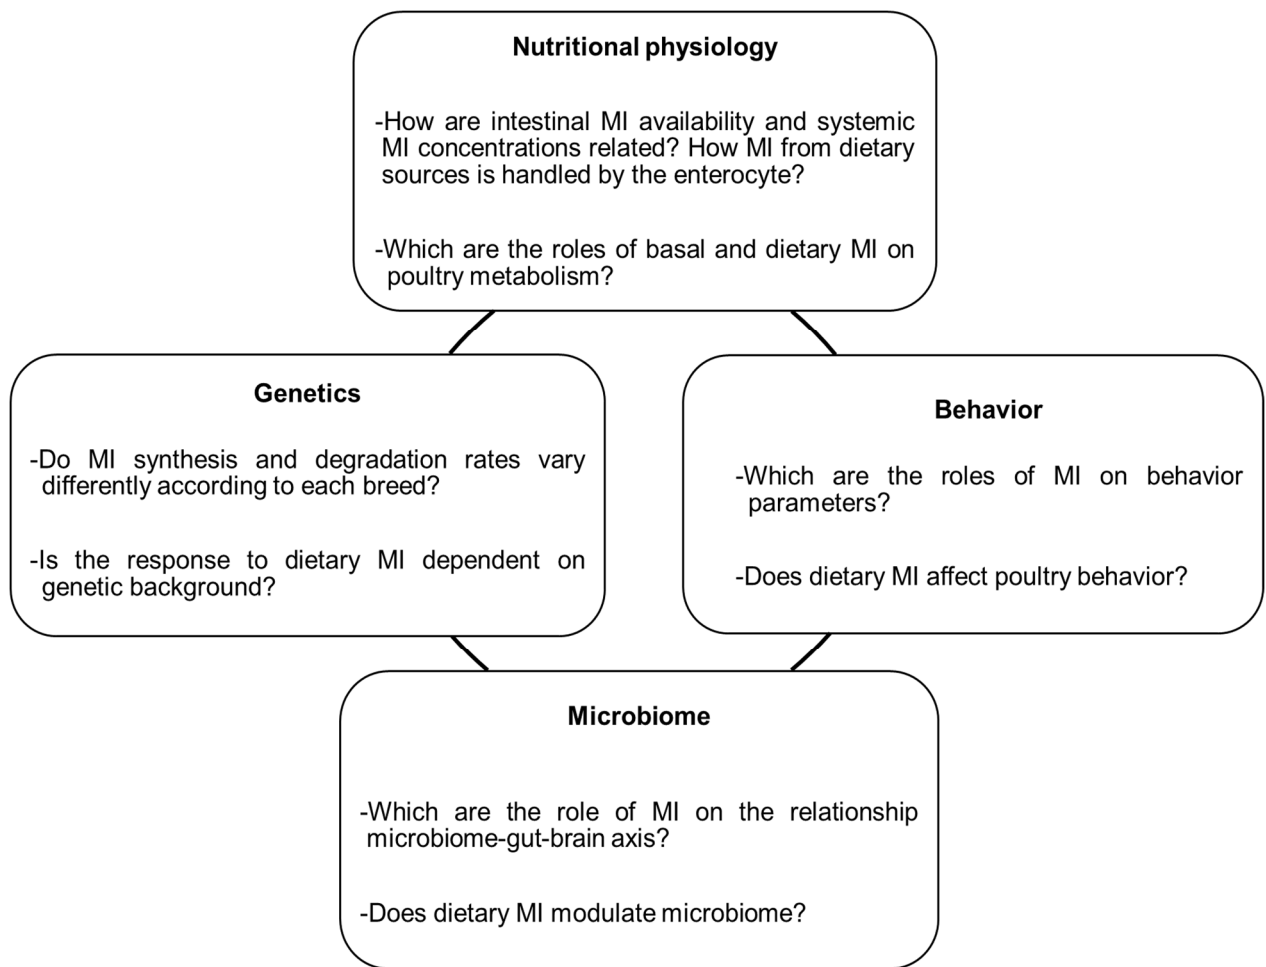 Nutritional physiology
-How are intestinal MI availability and systemic
MI concentrations related? How MI from dietary
sources is handled by the enterocyte?
-Which are the roles of basal and dietary MI on
poultry metabolism?
Genetics
-Do MI synthesis and degradation rates vary
differently according to each breed?
-Is the response to dietary MI dependent on
genetic background?
Behavior
-Which are the roles of MI on behavior
parameters?
-Does dietary MI affect poultry behavior?
Microbiome
-Which are the role of MI on the relationship
microbiome-gut-brain axis?
-Does dietary MI modulate microbiome?